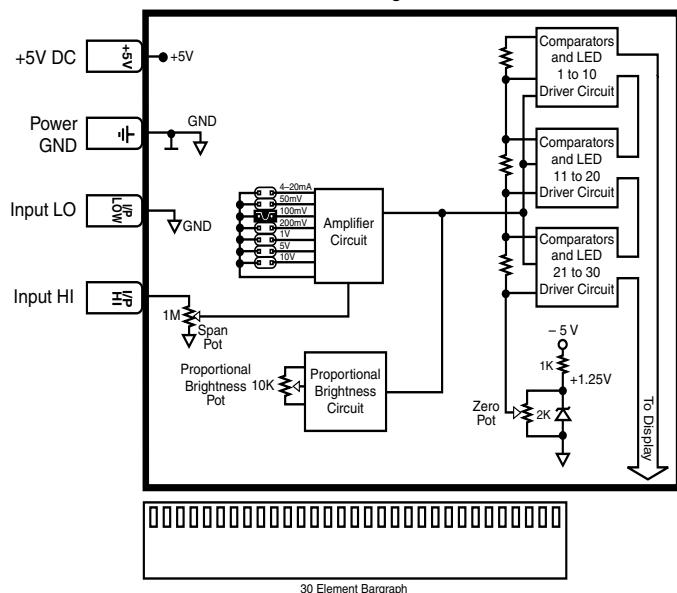 +5V DC
+5V
+5V
Power
GND
GND
Input LO
I/P
LOW
GND
Input HI
I/P
HI
1M
Span
Pot
4–20mA
50mV
100mV
200mV
1V
5V
10V
Amplifier
Circuit
Proportional
Brightness
Pot
10K
Proportional
Brightness
Circuit
Comparators
and LED
1 to 10
Driver Circuit
Comparators
and LED
11 to 20
Driver Circuit
Comparators
and LED
21 to 30
Driver Circuit
– 5 V
1K
+1.25V
Zero
Pot
2K
To Display
30 Element Bargraph